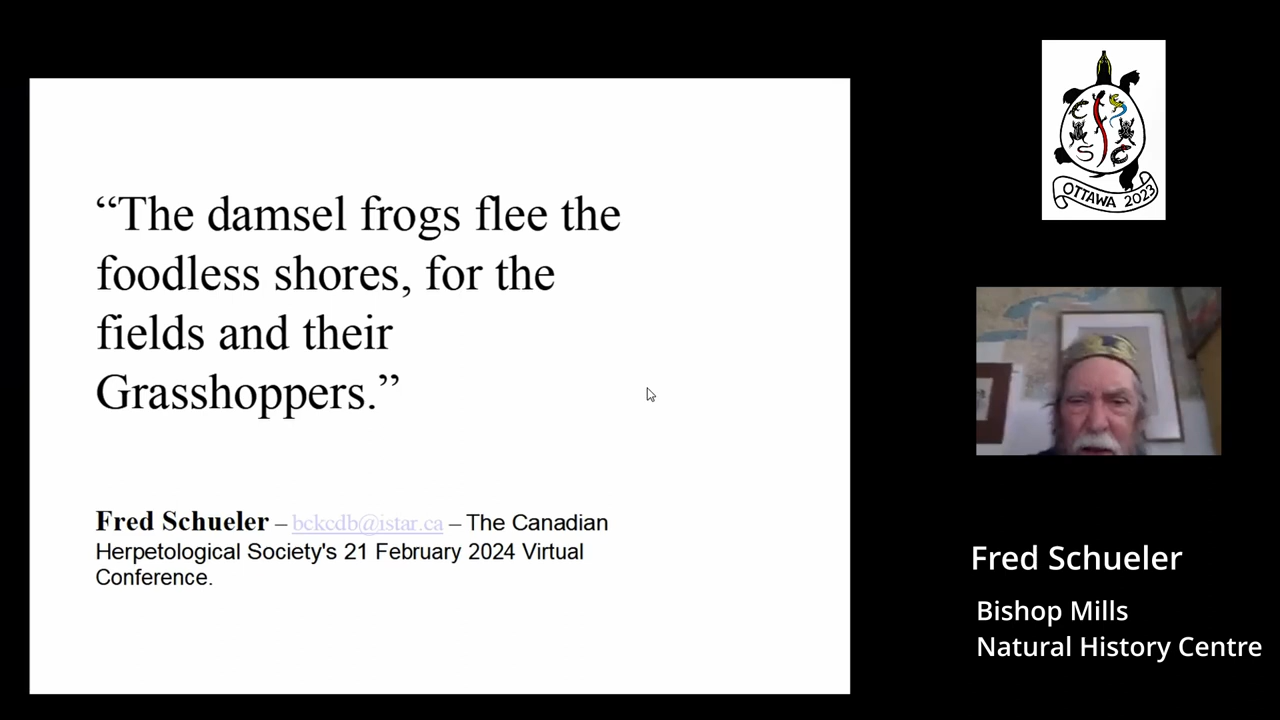 “The damsel frogs flee the
foodless shores, for the
fields and their
Grasshoppers.”
Fred Schueler – bckcdb@istar.ca – The Canadian
Herpetological Society's 21 February 2024 Virtual
Conference.
OTTAWA 2023
Fred Schueler
Bishop Mills
Natural History Centre